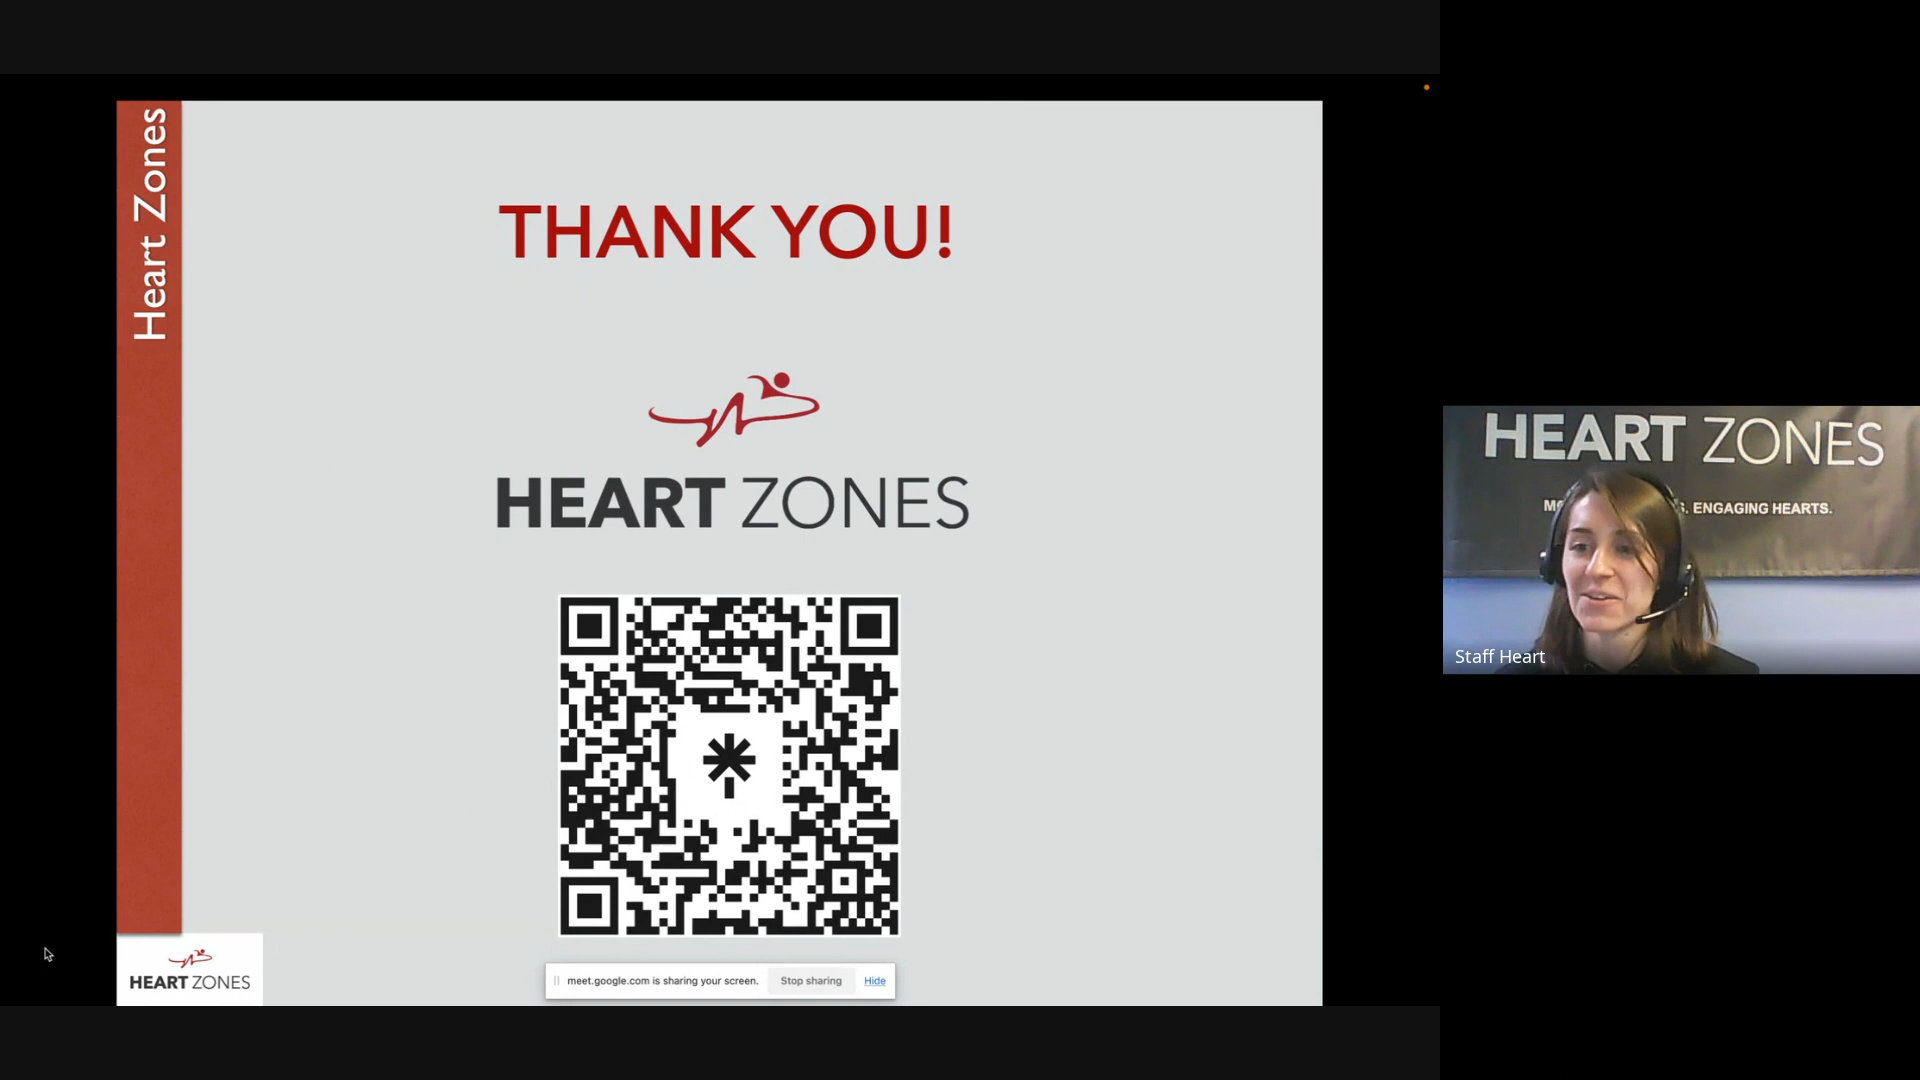 Heart Zones
THANK YOU!
HEART ZONES
HEART ZONES
meet.google.com is sharing your screen. Stop sharing Hide
HEART ZONES
ENGAGING HEARTS.
Staff Heart